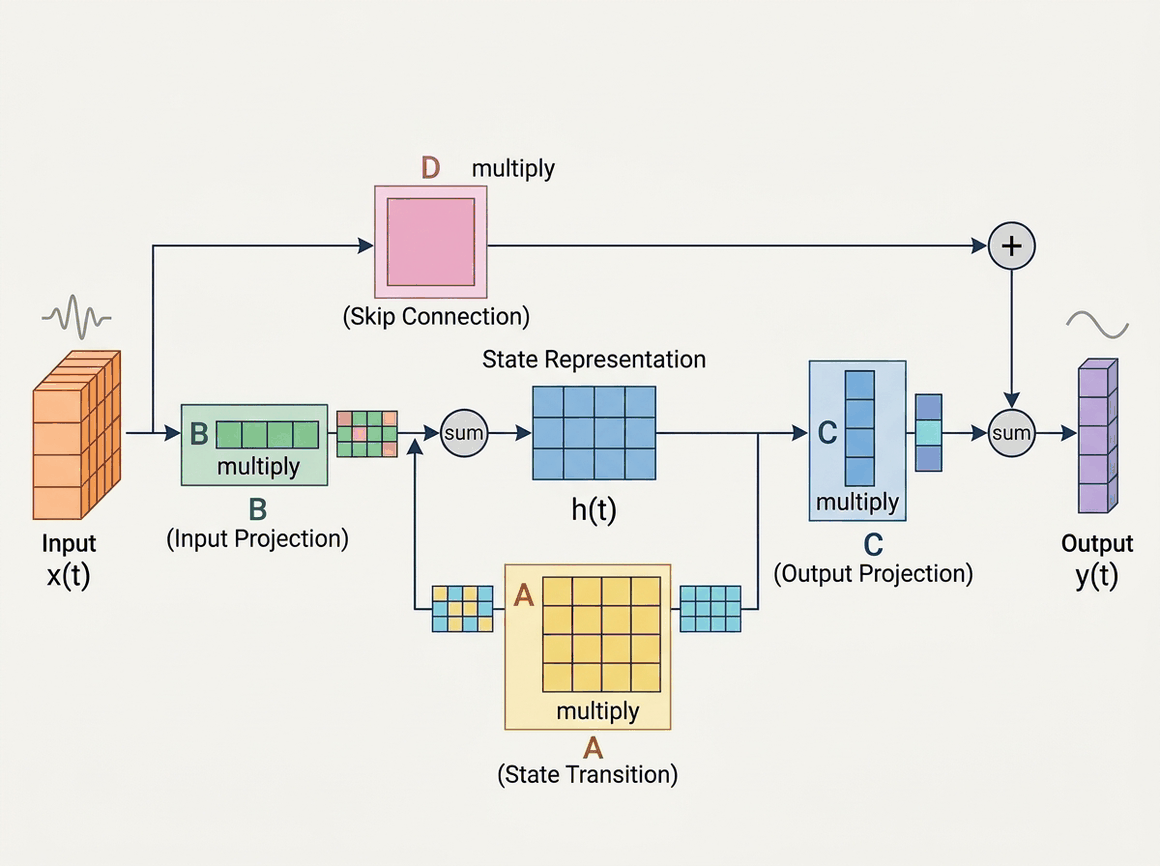 D multiply
(Skip Connection)
+
State Representation
Input
x(t)
B
multiply
B
(Input Projection)
sum
h(t)
A
multiply
A
(State Transition)
C
multiply
C
(Output Projection)
sum
Output
y(t)